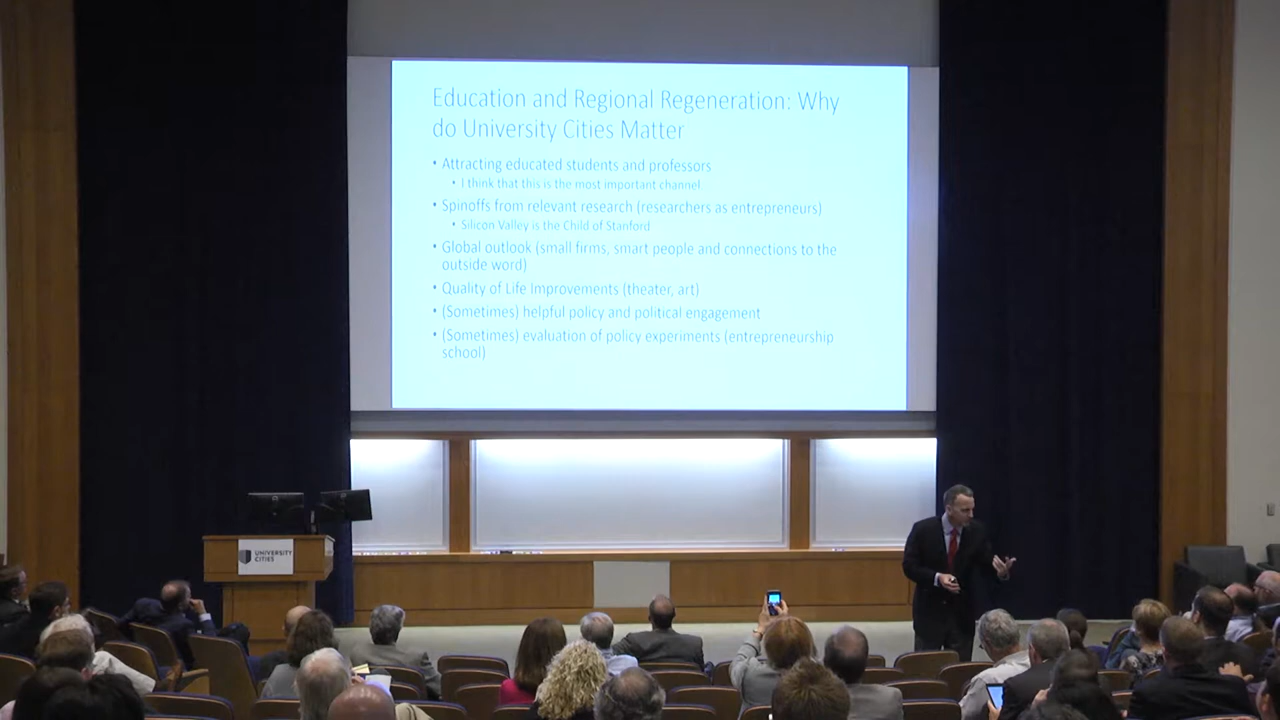 Education and Regional Regeneration: Why
do University Cities Matter
• Attracting educated students and professors
• I think that this is the most important channel
• Spinoffs from relevant research (researchers as entrepreneurs)
• Silicon Valley is the Child of Stanford
• Global outlook (small firms, smart people and connections to the
outside word)
• Quality of Life Improvements (theater, art)
• (Sometimes) helpful policy and political engagement
• (Sometimes) evaluation of policy experiments (entrepreneurship
school)
UNIVERSITY
CITIES